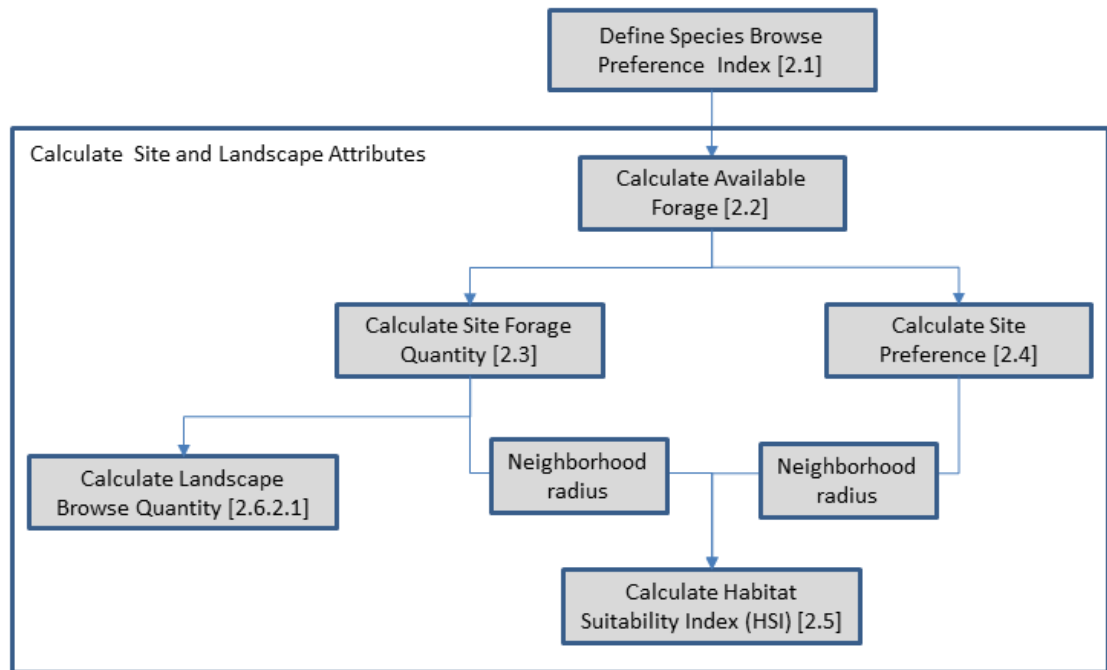 Define Species Browse
Preference Index [2.1]
Calculate Site and Landscape Attributes
Calculate Available
Forage [2.2]
Calculate Site Forage
Quantity [2.3]
Calculate Site
Preference [2.4]
Calculate Landscape
Browse Quantity [2.6.2.1]
Neighborhood
radius
Neighborhood
radius
Calculate Habitat
Suitability Index (HSI) [2.5]